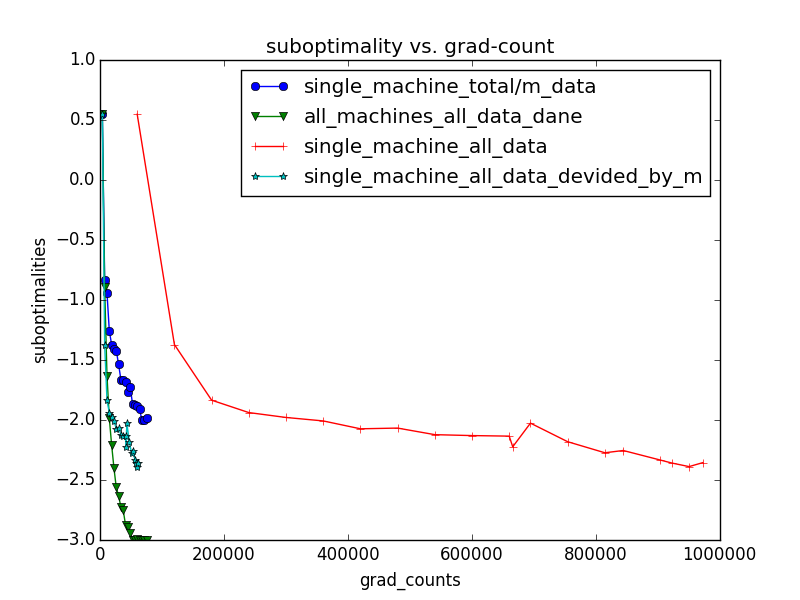 suboptimality vs. grad-count
single_machine_total/m_data
all_machines_all_data_dane
single_machine_all_data
single_machine_all_data_devided_by_m
suboptimalities
1.0
0.5
0.0
−0.5
−1.0
−1.5
−2.0
−2.5
−3.0
0 200000 400000 600000 800000 1000000
grad_counts